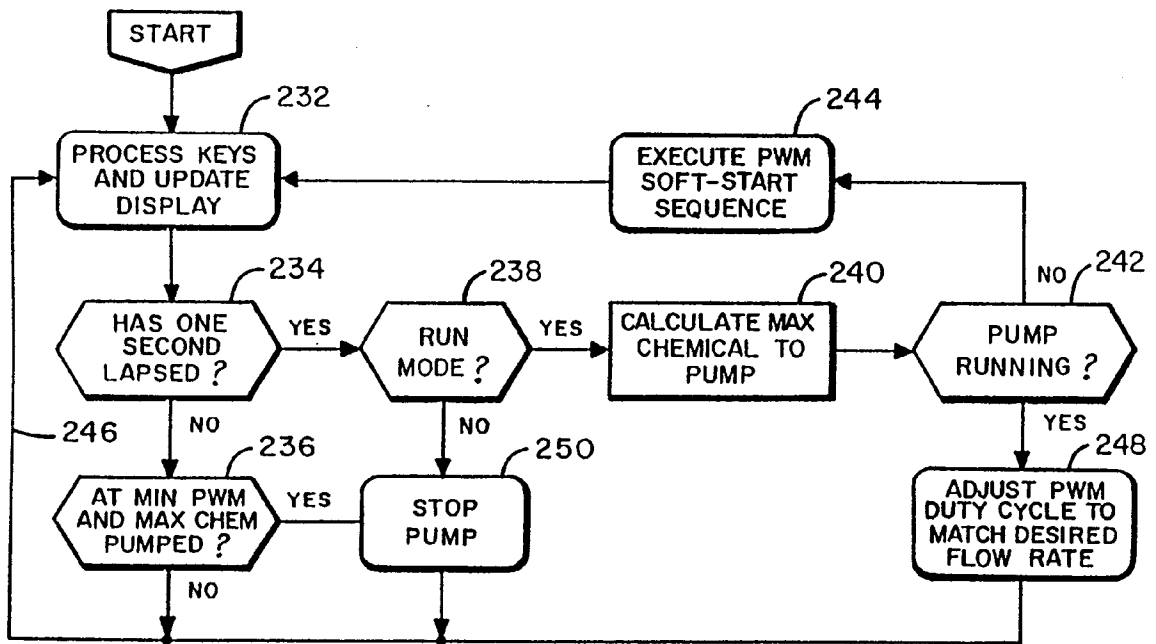 START
232
PROCESS KEYS
AND UPDATE
DISPLAY
244
EXECUTE PWM
SOFT-START
SEQUENCE
234
HAS ONE
SECOND
LAPSED ?
YES
238
RUN
MODE ?
YES
240
CALCULATE MAX
CHEMICAL TO
PUMP
NO
242
PUMP
RUNNING ?
246
NO
236
AT MIN PWM
AND MAX CHEM
PUMPED ?
YES
NO
250
STOP
PUMP
YES
248
ADJUST PWM
DUTY CYCLE TO
MATCH DESIRED
FLOW RATE
NO